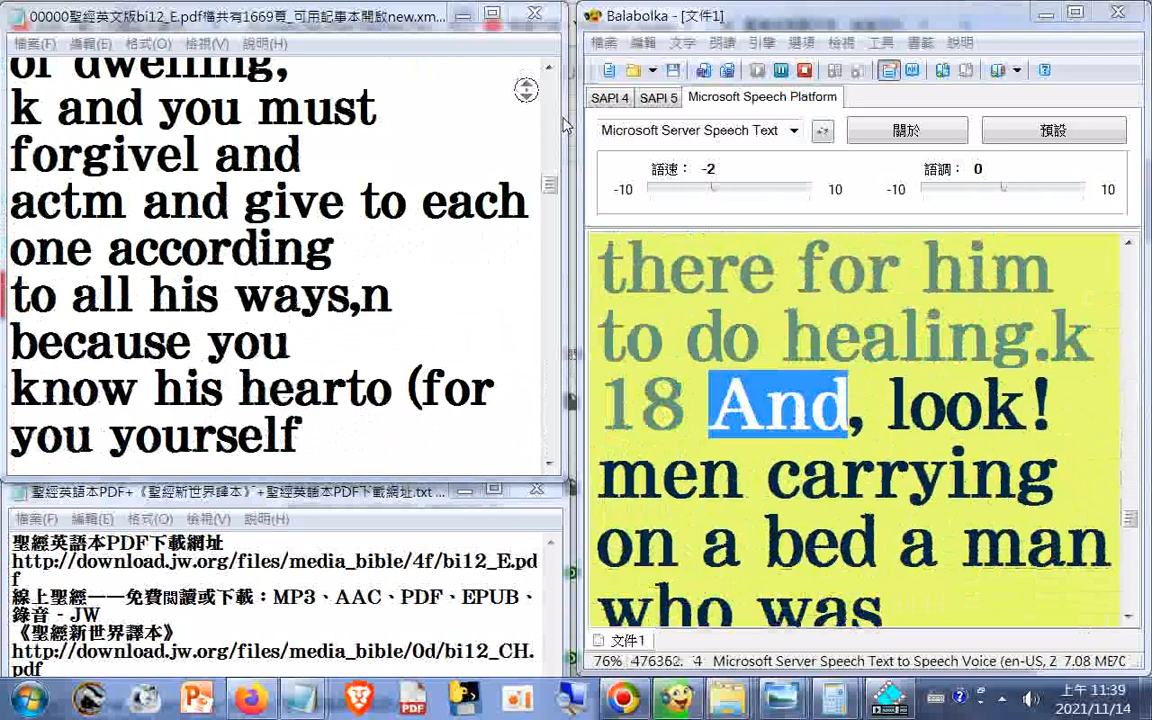 00000聖經英文版bi12_E.pdf檔共有1669頁_可用記事本開啟new.xm...
檔案(F) 編輯(E) 格式(O) 檢視(V) 說明(H)
or dwelling,
k and you must
forgivel and
actm and give to each
one according
to all his ways,n
because you
know his hearto (for
you yourself
聖經英語本PDF+《聖經新世界譯本》+聖經英語本PDF下載網址.txt ...
檔案(F) 編輯(E) 格式(O) 檢視(V) 說明(H)
聖經英語本PDF下載網址
http://download.jw.org/files/media_bible/4f/bi12_E.pd
f
線上聖經——免費閱讀或下載：MP3、AAC、PDF、EPUB、
錄音 - JW
《聖經新世界譯本》
http://download.jw.org/files/media_bible/0d/bi12_CH.
pdf
Balabolka - [文件1]
檔案 編輯 文字 朗讀 引擎 選項 檢視 工具 書籤 說明
SAPI 4 SAPI 5 Microsoft Speech Platform
Microsoft Server Speech Text 關於 預設
語速： -2 語調： 0
-10 10 -10 10
there for him
to do healing.k
18 And, look!
men carrying
on a bed a man
who was
文件1
76% 476362. 4 Microsoft Server Speech Text to Speech Voice (en-US, Z 7.08 ME
PDF
上午 11:39
2021/11/14